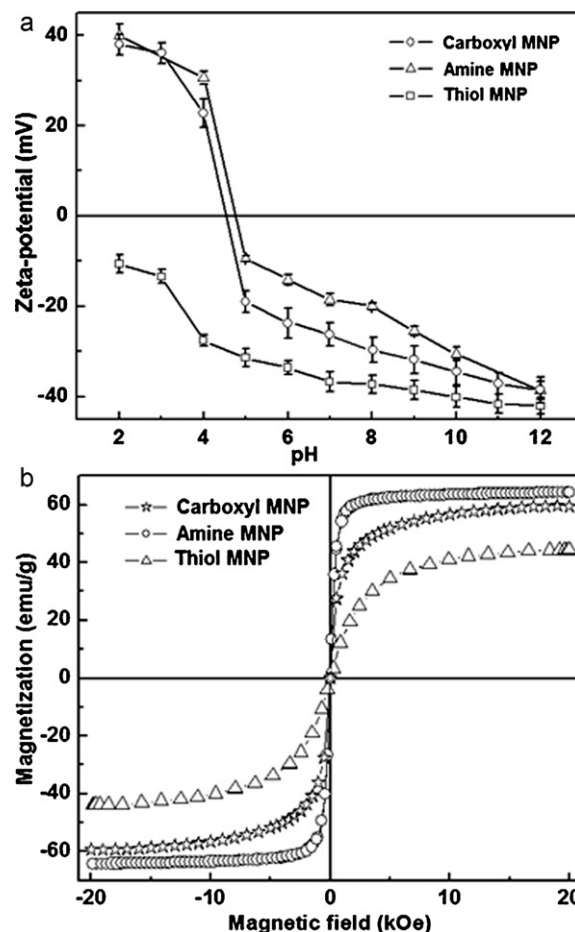 a
40
20
0
-20
-40
Zeta-potential (mV)
Carboxyl MNP
Amine MNP
Thiol MNP
2 4 6 8 10 12
pH
b
60
40
20
0
-20
-40
-60
Magnetization (emu/g)
Carboxyl MNP
Amine MNP
Thiol MNP
-20 -10 0 10 20
Magnetic field (kOe)